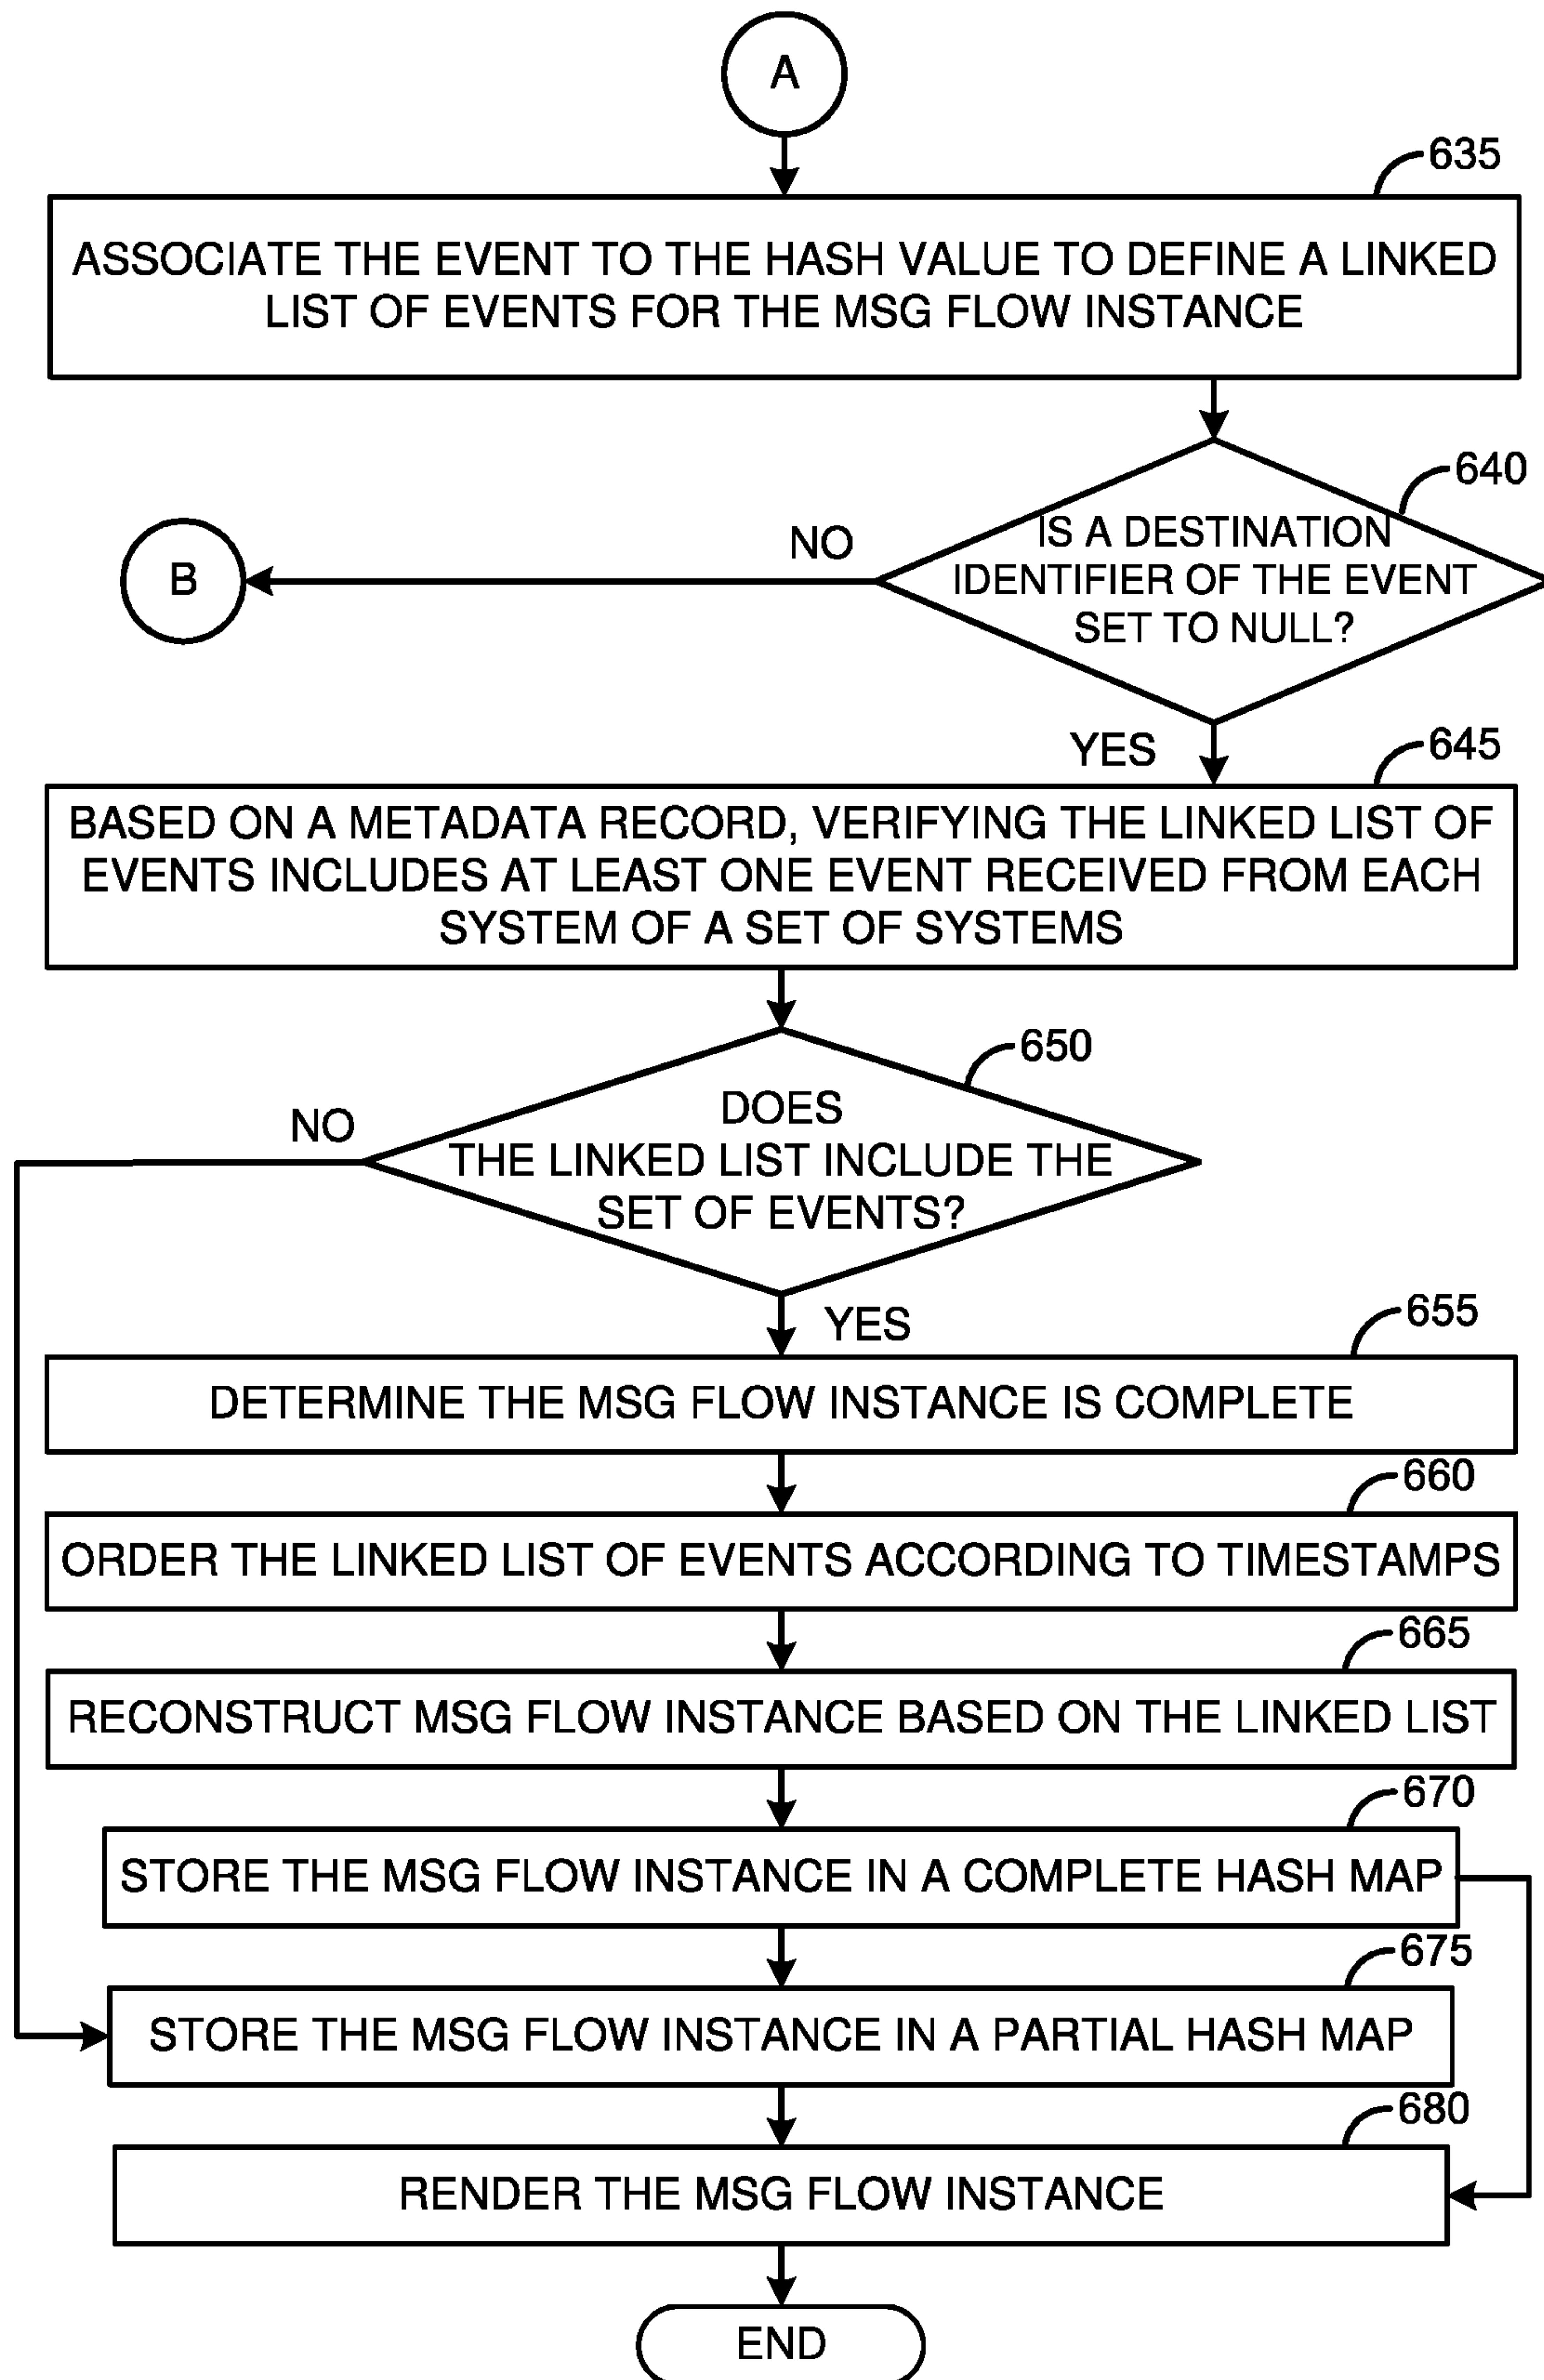 A
635
ASSOCIATE THE EVENT TO THE HASH VALUE TO DEFINE A LINKED
LIST OF EVENTS FOR THE MSG FLOW INSTANCE
640
IS A DESTINATION
IDENTIFIER OF THE EVENT
SET TO NULL?
NO
B
YES
645
BASED ON A METADATA RECORD, VERIFYING THE LINKED LIST OF
EVENTS INCLUDES AT LEAST ONE EVENT RECEIVED FROM EACH
SYSTEM OF A SET OF SYSTEMS
650
DOES
THE LINKED LIST INCLUDE THE
SET OF EVENTS?
NO
YES
655
DETERMINE THE MSG FLOW INSTANCE IS COMPLETE
660
ORDER THE LINKED LIST OF EVENTS ACCORDING TO TIMESTAMPS
665
RECONSTRUCT MSG FLOW INSTANCE BASED ON THE LINKED LIST
670
STORE THE MSG FLOW INSTANCE IN A COMPLETE HASH MAP
675
STORE THE MSG FLOW INSTANCE IN A PARTIAL HASH MAP
680
RENDER THE MSG FLOW INSTANCE
END